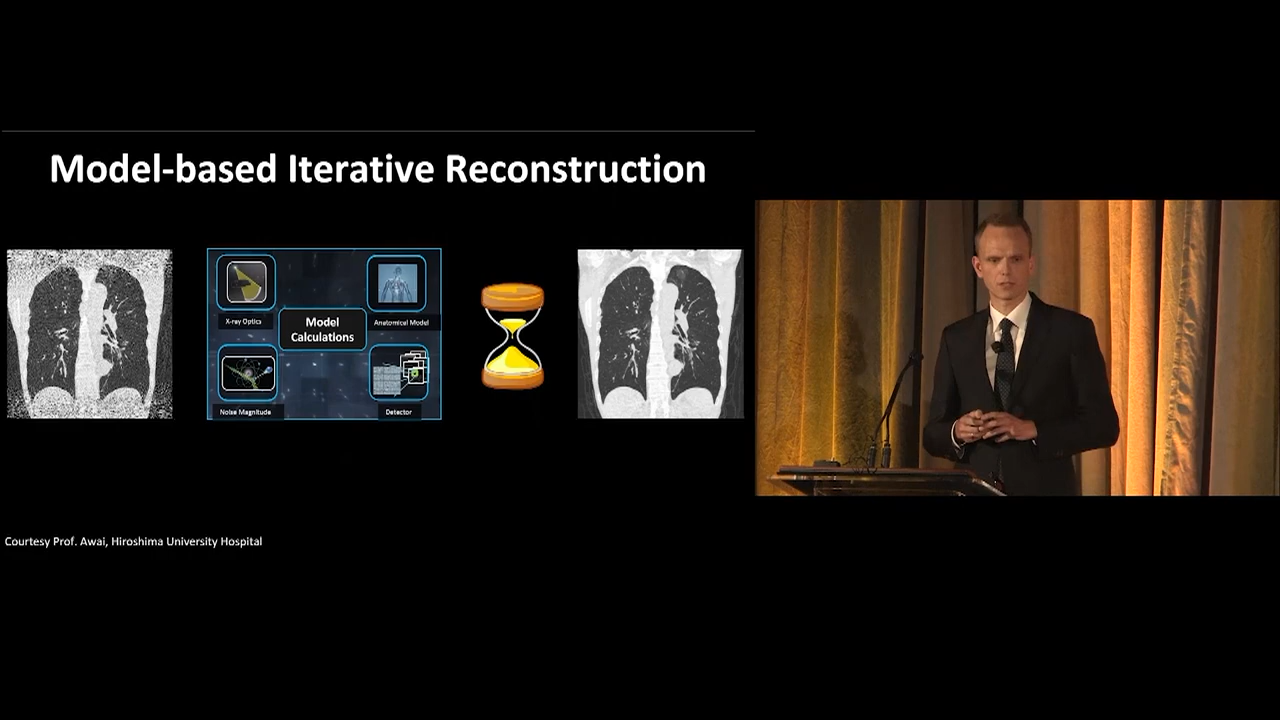 Model-based Iterative Reconstruction
X-ray Optics
Anatomical Model
Model
Calculations
Noise Magnitude
Detector
Courtesy Prof. Awai, Hiroshima University Hospital